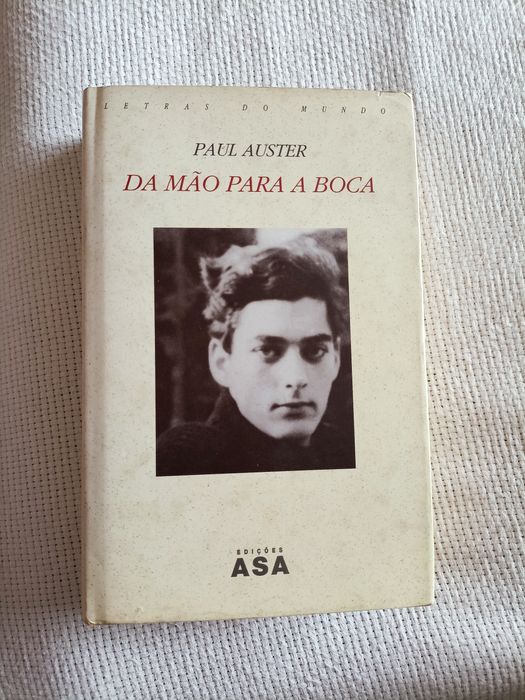 LETRAS DO MUNDO
PAUL AUSTER
DA MÃO PARA A BOCA
EDIÇÕES
ASA